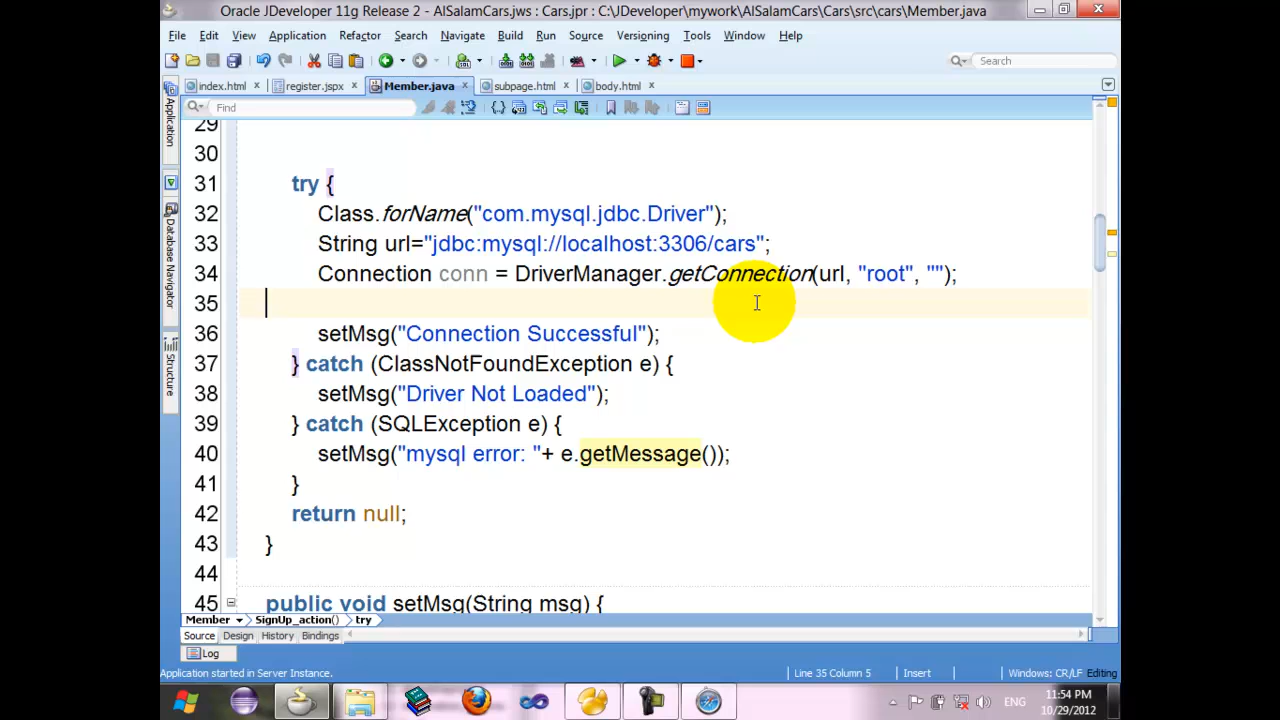 Oracle JDeveloper 11g Release 2 - AlSalamCars.jws : Cars.jpr : C:\JDeveloper\mywork\AlSalamCars\Cars\src\cars\Member.java
File Edit View Application Refactor Search Navigate Build Run Source Versioning Tools Window Help
Search
index.html register.jspx Member.java subpage.html body.html
Find
Application
Database Navigator
Structure
29
30
31 try {
32 Class.forName("com.mysql.jdbc.Driver");
33 String url="jdbc:mysql://localhost:3306/cars";
34 Connection conn = DriverManager.getConnection(url, "root", "");
35
36 setMsg("Connection Successful");
37 } catch (ClassNotFoundException e) {
38 setMsg("Driver Not Loaded");
39 } catch (SQLException e) {
40 setMsg("mysql error: "+ e.getMessage());
41 }
42 return null;
43 }
44
45 public void setMsg(String msg) {
Member SignUp_action() try
Source Design History Bindings
Log
Application started in Server Instance. Line 35 Column 5 Insert Windows: CR/LF Editing
ENG 11:54 PM
10/29/2012